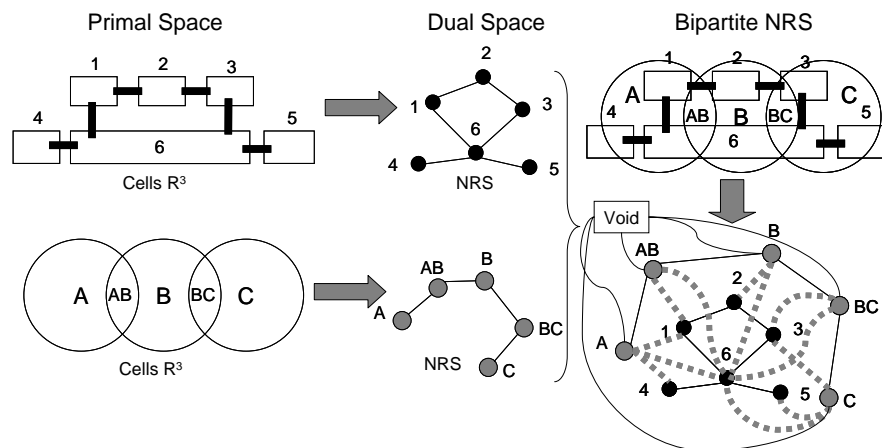 Primal Space
Dual Space
Bipartite NRS
1
2
3
4
5
6
Cells R³
2
1
3
6
4
5
NRS
1
2
3
4
A
AB
B
BC
C
5
6
A
AB
B
BC
C
Cells R³
A
AB
B
BC
C
NRS
Void
AB
B
2
BC
1
3
A
6
4
5
C